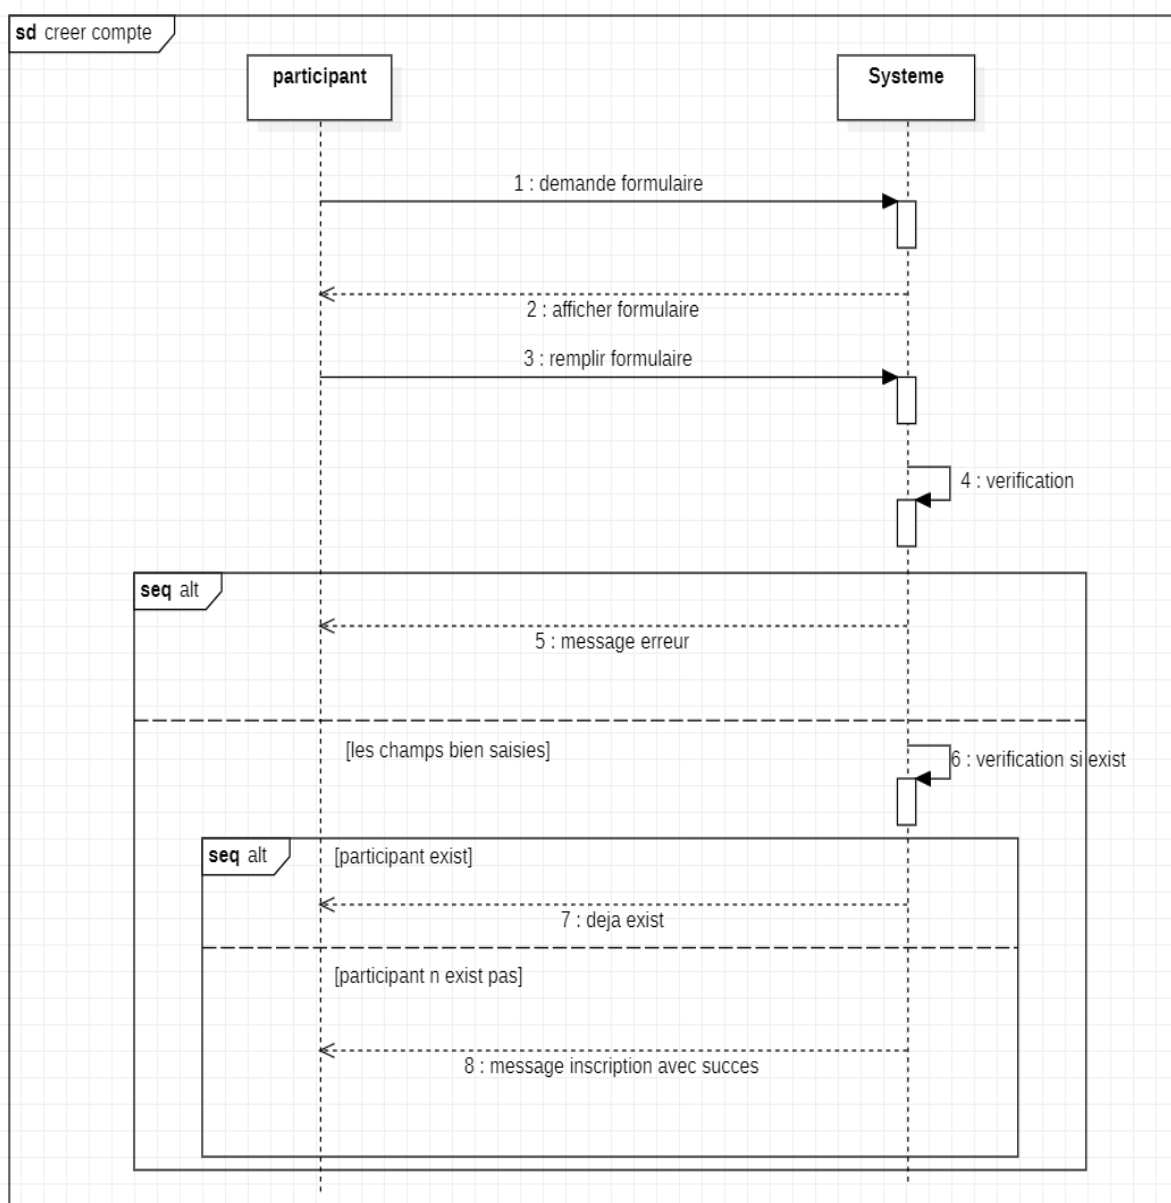 sd creer compte
participant
Systeme
1 : demande formulaire
2 : afficher formulaire
3 : remplir formulaire
4 : verification
seq alt
5 : message erreur
[les champs bien saisies]
6 : verification si exist
seq alt
[participant exist]
7 : deja exist
[participant n exist pas]
8 : message inscription avec succes